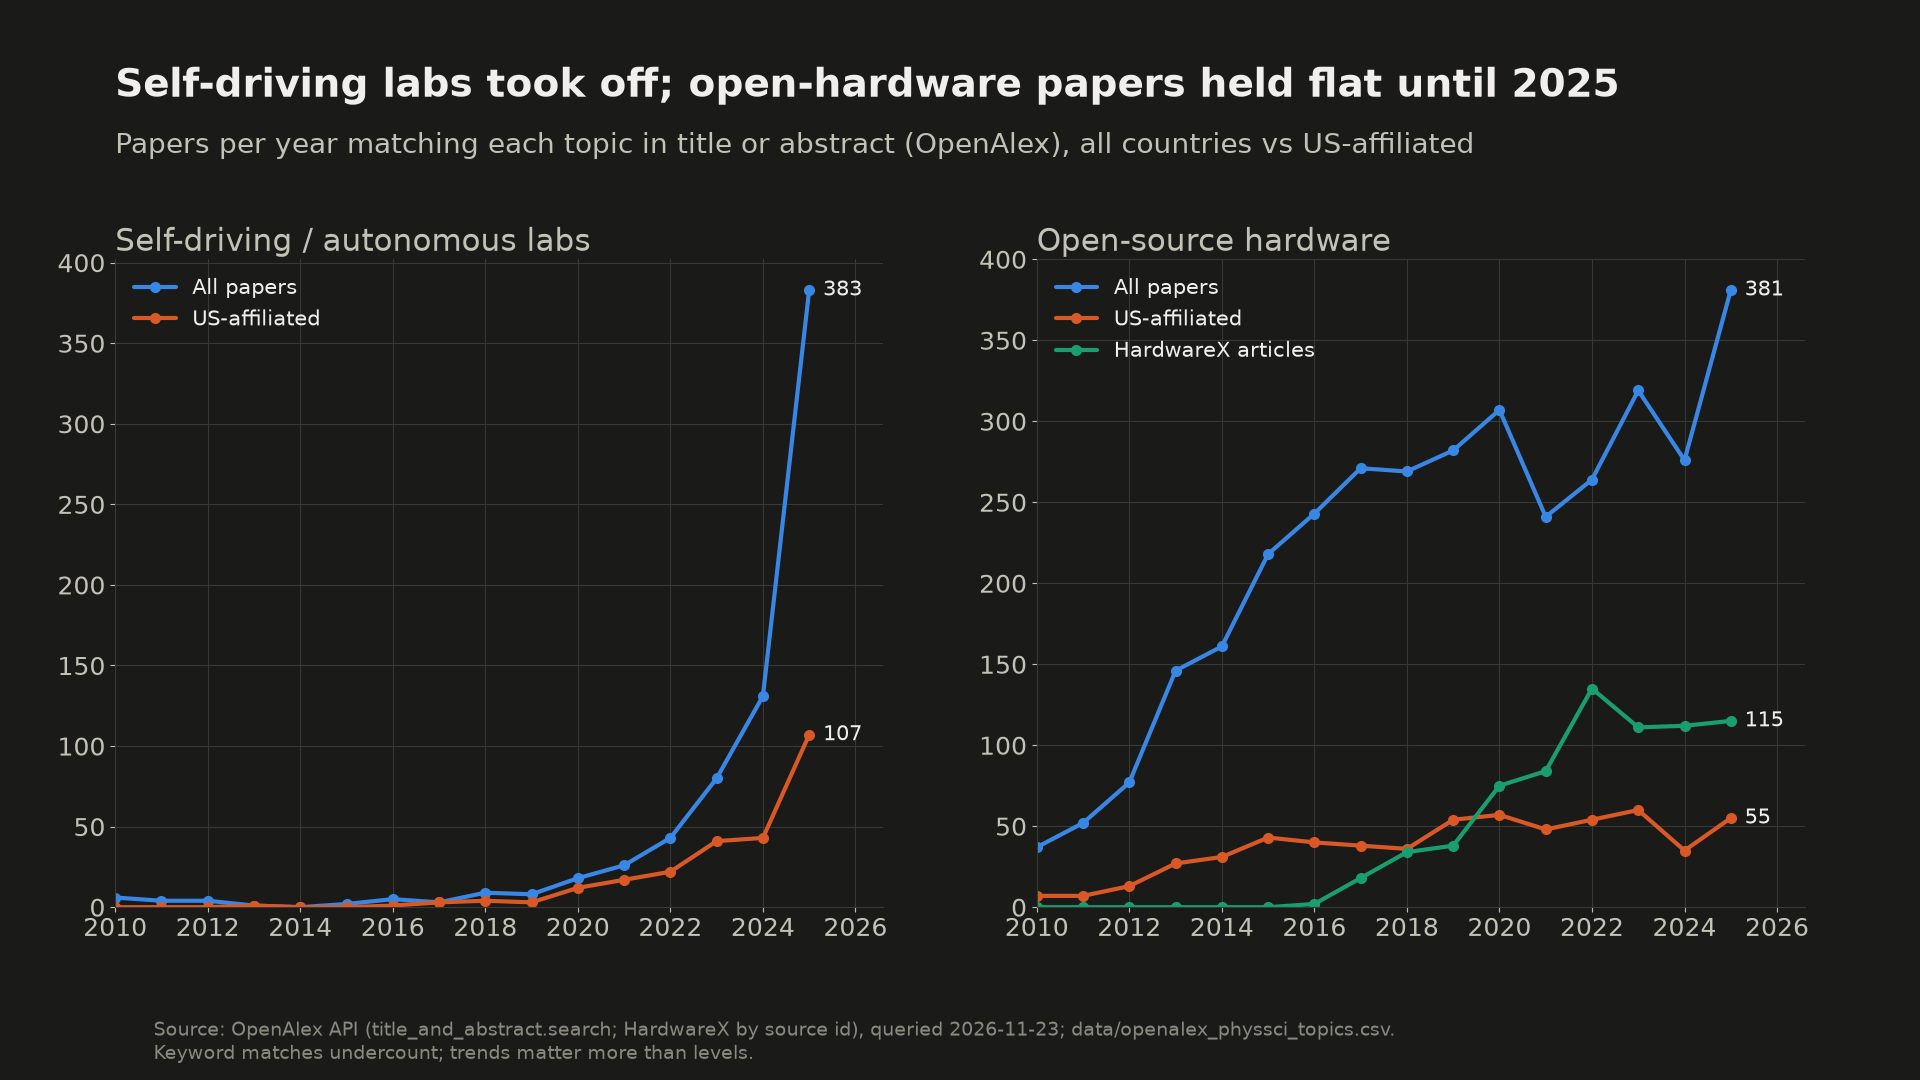 Self-driving labs took off; open-hardware papers held flat until 2025
Papers per year matching each topic in title or abstract (OpenAlex), all countries vs US-affiliated
Self-driving / autonomous labs
400
350
300
250
200
150
100
50
0
All papers
US-affiliated
383
107
2010 2012 2014 2016 2018 2020 2022 2024 2026
Open-source hardware
400
350
300
250
200
150
100
50
0
All papers
US-affiliated
HardwareX articles
381
115
55
2010 2012 2014 2016 2018 2020 2022 2024 2026
Source: OpenAlex API (title_and_abstract.search; HardwareX by source id), queried 2026-11-23; data/openalex_physsci_topics.csv.
Keyword matches undercount; trends matter more than levels.